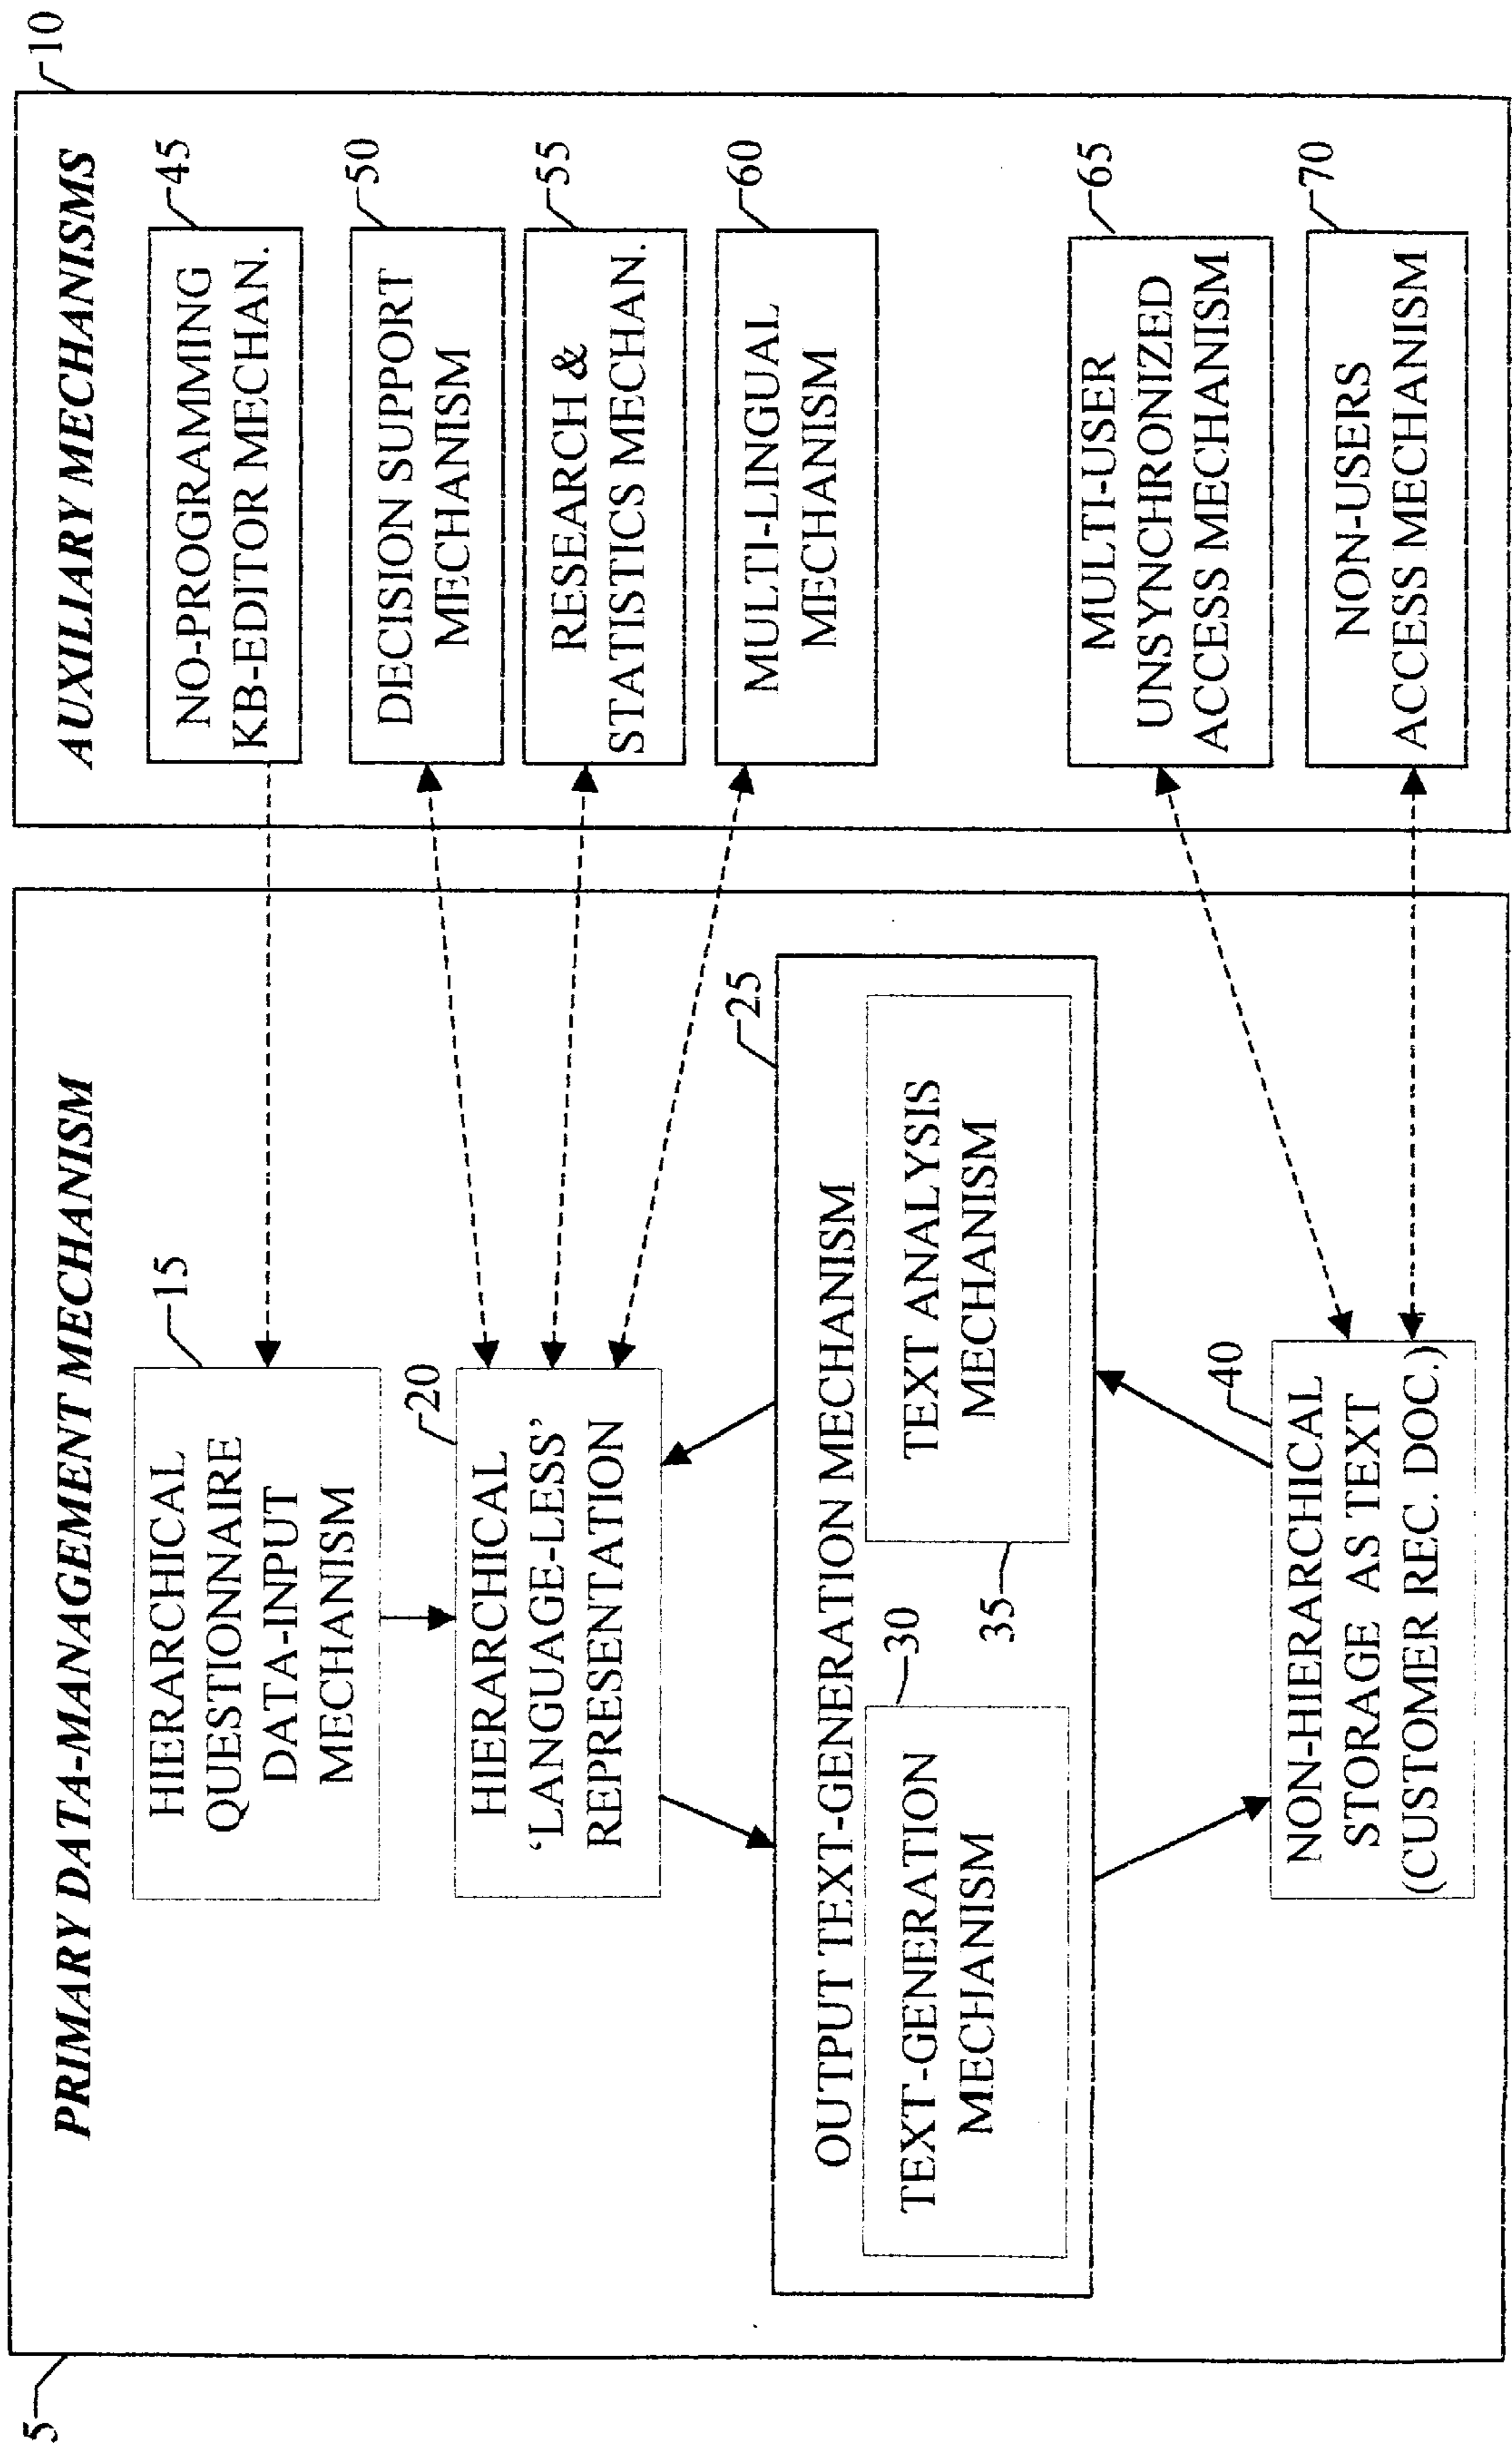 5
PRIMARY DATA-MANAGEMENT MECHANISM
15
HIERARCHICAL
QUESTIONNAIRE
DATA-INPUT
MECHANISM
20
HIERARCHICAL
‘LANGUAGE-LESS’
REPRESENTATION
25
OUTPUT TEXT-GENERATION MECHANISM
30
TEXT-GENERATION
MECHANISM
35
TEXT ANALYSIS
MECHANISM
40
NON-HIERARCHICAL
STORAGE AS TEXT
(CUSTOMER REC. DOC.)
10
AUXILIARY MECHANISMS
45
NO-PROGRAMMING
KB-EDITOR MECHAN.
50
DECISION SUPPORT
MECHANISM
55
RESEARCH &
STATISTICS MECHAN.
60
MULTI-LINGUAL
MECHANISM
65
MULTI-USER
UNSYNCHRONIZED
ACCESS MECHANISM
70
NON-USERS
ACCESS MECHANISM